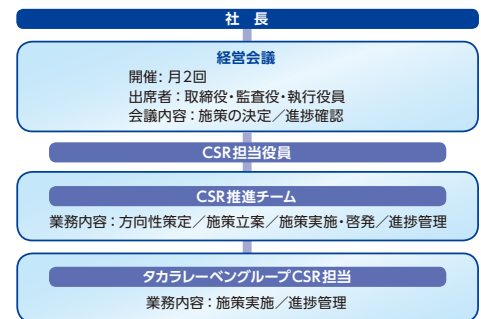 社 長
経営会議
開催: 月2回
出席者：取締役・監査役・執行役員
会議内容：施策の決定／進捗確認
CSR担当役員
CSR推進チーム
業務内容：方向性策定／施策立案／施策実施・啓発／進捗管理
タカラレーベングループCSR担当
業務内容：施策実施／進捗管理